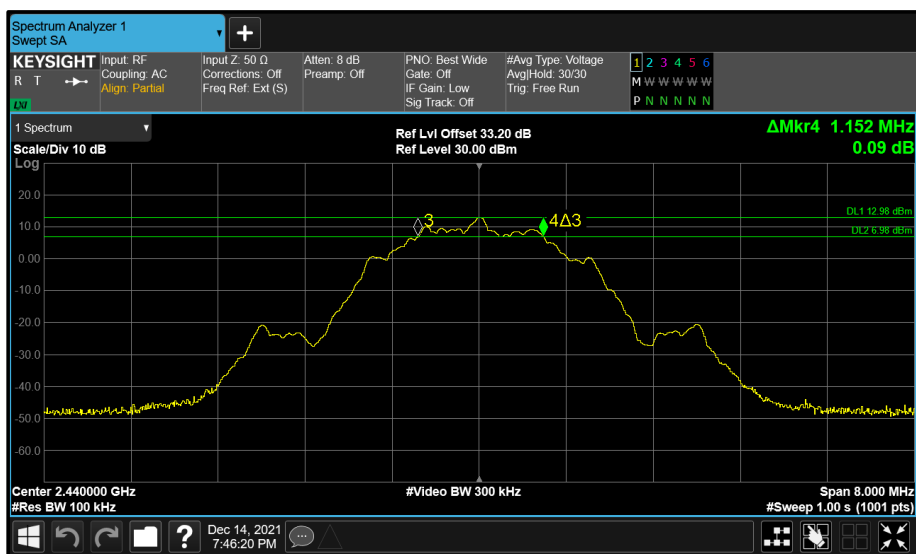 Spectrum Analyzer 1
Swept SA
+
KEYSIGHT
R T
LXI
Input: RF
Coupling: AC
Align: Partial
Input Z: 50 Ω
Corrections: Off
Freq Ref: Ext (S)
Atten: 8 dB
Preamp: Off
PNO: Best Wide
Gate: Off
IF Gain: Low
Sig Track: Off
#Avg Type: Voltage
Avg|Hold: 30/30
Trig: Free Run
1 2 3 4 5 6
M W W W W W
P N N N N N
1 Spectrum
Scale/Div 10 dB
Log
Ref Lvl Offset 33.20 dB
Ref Level 30.00 dBm
ΔMkr4 1.152 MHz
0.09 dB
20.0
10.0
0.00
-10.0
-20.0
-30.0
-40.0
-50.0
-60.0
3
4Δ3
DL1 12.98 dBm
DL2 6.98 dBm
Center 2.440000 GHz
#Res BW 100 kHz
#Video BW 300 kHz
Span 8.000 MHz
#Sweep 1.00 s (1001 pts)
?
Dec 14, 2021
7:46:20 PM